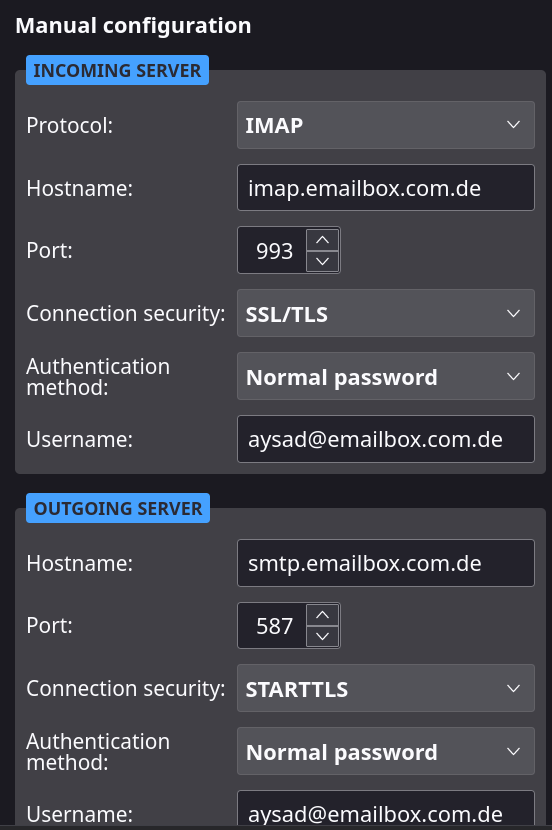 Manual configuration
INCOMING SERVER
Protocol: IMAP
Hostname: imap.emailbox.com.de
Port: 993
Connection security: SSL/TLS
Authentication
method: Normal password
Username: aysad@emailbox.com.de
OUTGOING SERVER
Hostname: smtp.emailbox.com.de
Port: 587
Connection security: STARTTLS
Authentication
method: Normal password
Username: aysad@emailbox.com.de